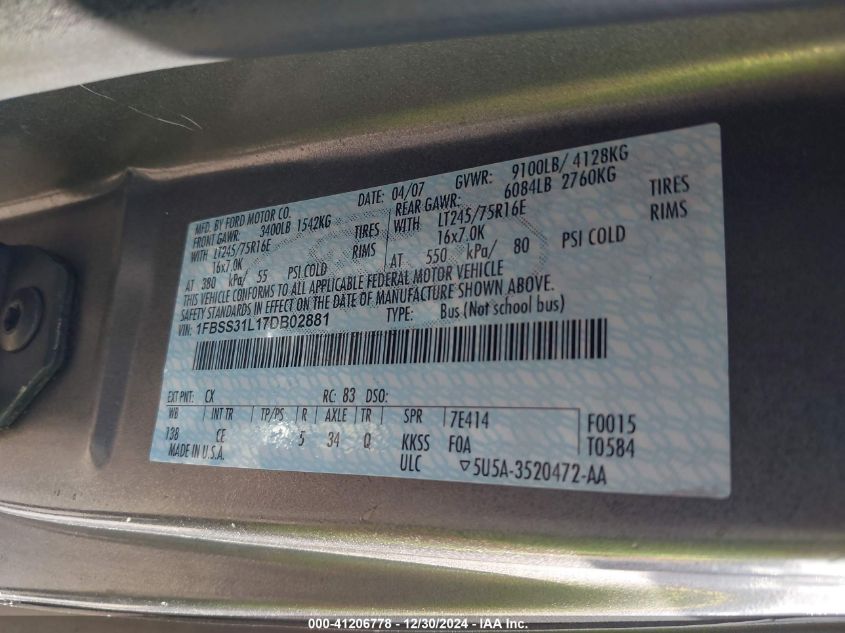 MFD. BY FORD MOTOR CO. DATE: 04/07 GVWR: 9100LB/ 4128KG
FRONT GAWR: 3400LB 1542KG REAR GAWR: 6084LB 2760KG
WITH LT245/75R16E TIRES WITH LT245/75R16E TIRES
16x7.0K RIMS 16x7.0K RIMS
AT 380 kPa/ 55 PSI COLD AT 550 kPa/ 80 PSI COLD
THIS VEHICLE CONFORMS TO ALL APPLICABLE FEDERAL MOTOR VEHICLE
SAFETY STANDARDS IN EFFECT ON THE DATE OF MANUFACTURE SHOWN ABOVE.
VIN: 1FBSS31L17DB02881 TYPE: Bus (Not school bus)
EXT PNT: CX RC: 83 DSO:
WB INT TR TP/PS R AXLE TR SPR 7E414 F0015
138 CE 5 34 Q KKSS F0A T0584
MADE IN U.S.A. ULC ▽5U5A-3520472-AA
000-41206778 - 12/30/2024 - IAA Inc.